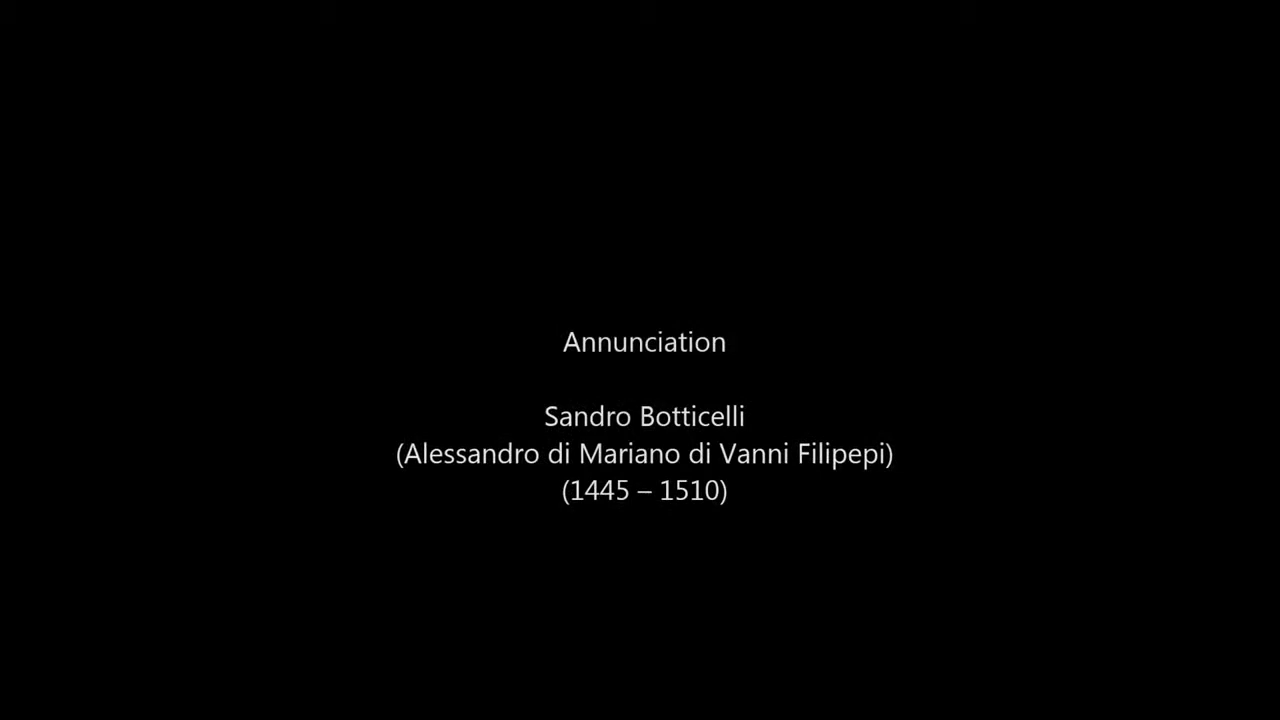 Annunciation
Sandro Botticelli
(Alessandro di Mariano di Vanni Filipepi)
(1445 – 1510)